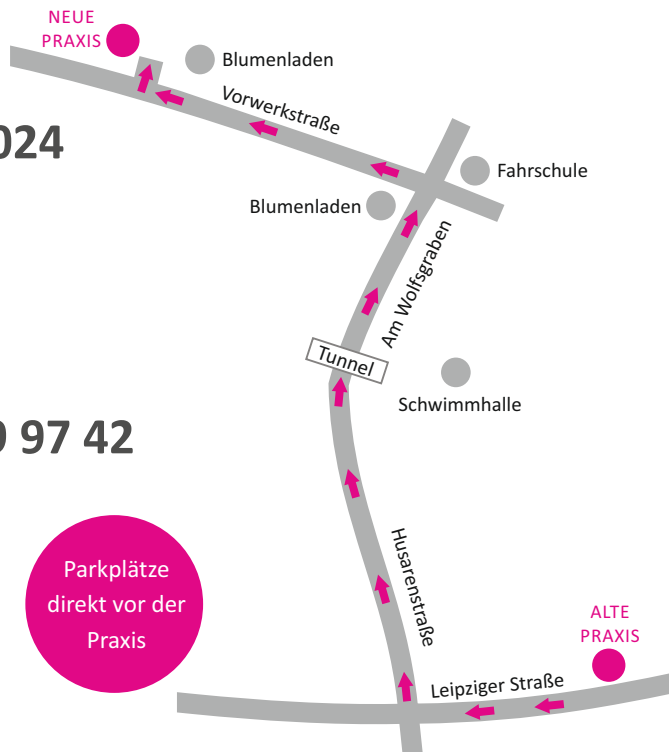 NEUE
PRAXIS
Blumenladen
Vorwerkstraße
024
Fahrschule
Blumenladen
Am Wolfsgraben
Tunnel
Schwimmhalle
9 97 42
Husarenstraße
Parkplätze
direkt vor der
Praxis
ALTE
PRAXIS
Leipziger Straße